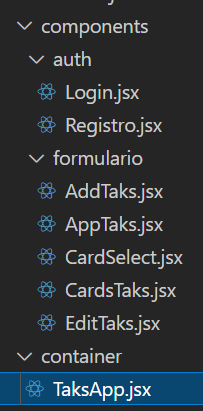 components
auth
Login.jsx
Registro.jsx
formulario
AddTaks.jsx
AppTaks.jsx
CardSelect.jsx
CardsTaks.jsx
EditTaks.jsx
container
TaksApp.jsx